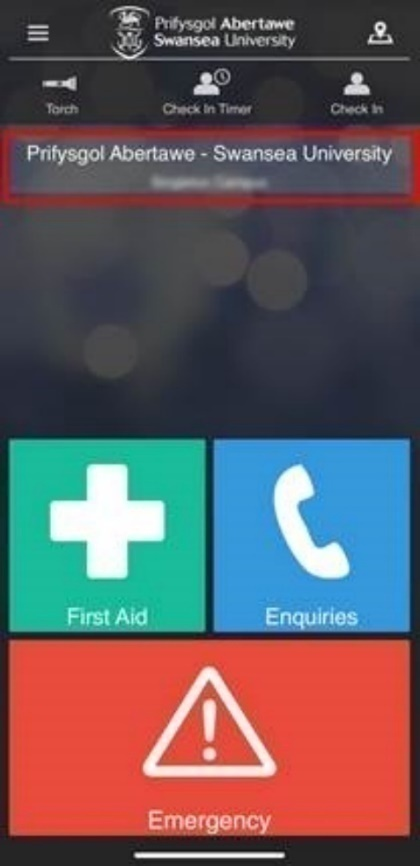 Prifysgol Abertawe
Swansea University
Torch
Check In Timer
Check In
Prifysgol Abertawe - Swansea University
First Aid
Enquiries
Emergency